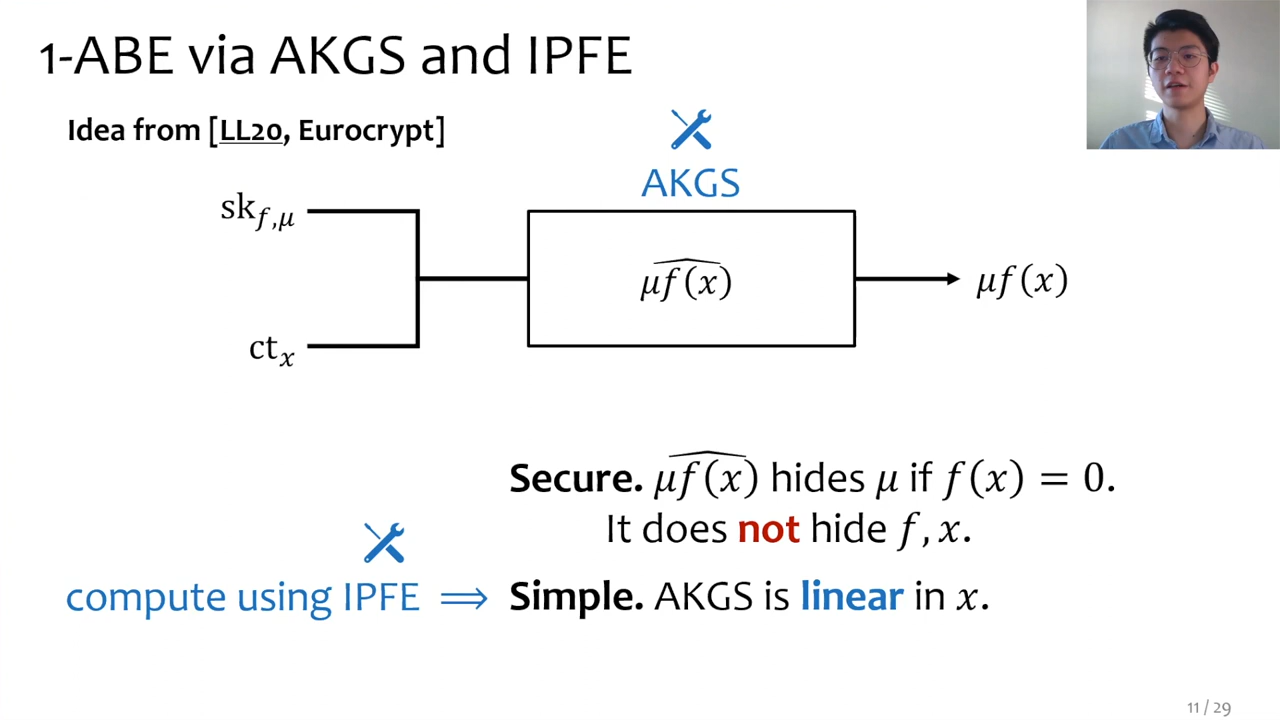 1-ABE via AKGS and IPFE
Idea from [LL20, Eurocrypt]
AKGS
sk_{f,μ}
\widehat{μf(x)}
μf(x)
ct_x
Secure. \widehat{μf(x)} hides μ if f(x) = 0.
It does not hide f, x.
compute using IPFE ⟹ Simple. AKGS is linear in x.
11 / 29